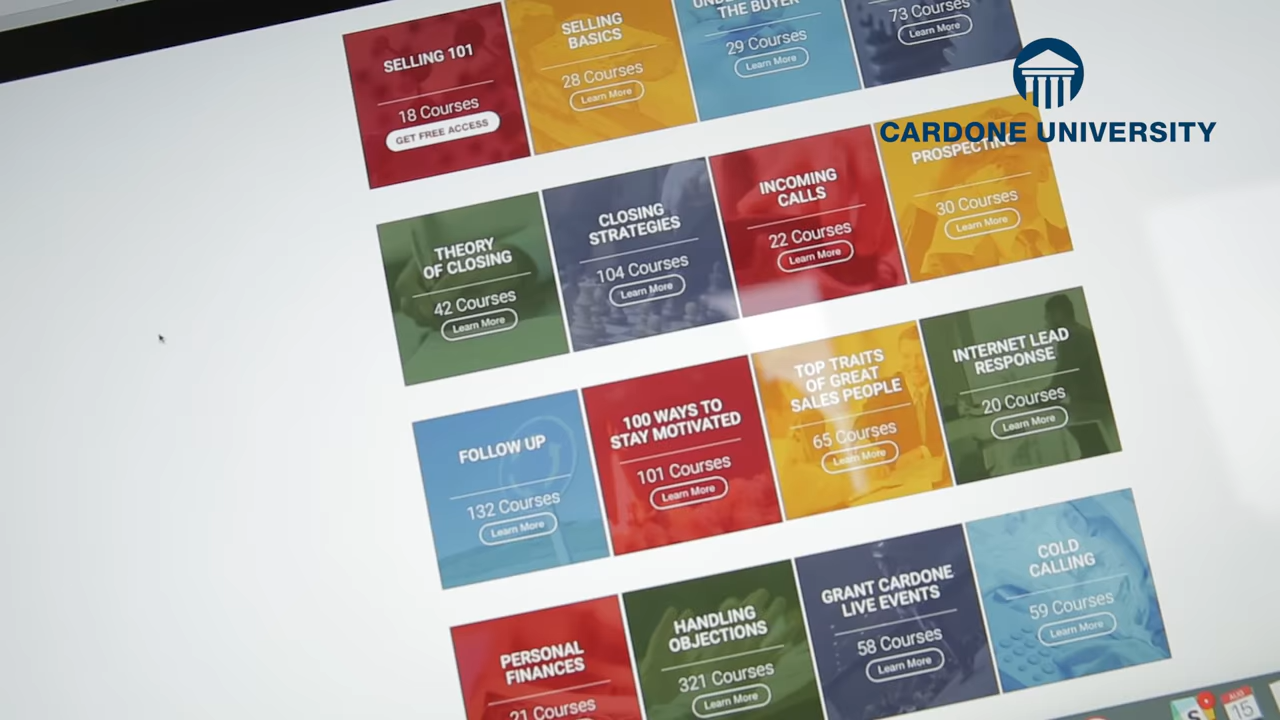 SELLING 101
18 Courses
GET FREE ACCESS
SELLING
BASICS
28 Courses
Learn More
THE BUYER
29 Courses
Learn More
73 Courses
Learn More
CARDONE UNIVERSITY
THEORY
OF CLOSING
42 Courses
Learn More
CLOSING
STRATEGIES
104 Courses
Learn More
INCOMING
CALLS
22 Courses
Learn More
PROSPECTING
30 Courses
Learn More
FOLLOW UP
132 Courses
Learn More
100 WAYS TO
STAY MOTIVATED
101 Courses
Learn More
TOP TRAITS
OF GREAT
SALES PEOPLE
65 Courses
Learn More
INTERNET LEAD
RESPONSE
20 Courses
Learn More
PERSONAL
FINANCES
21 Courses
HANDLING
OBJECTIONS
321 Courses
Learn More
GRANT CARDONE
LIVE EVENTS
58 Courses
Learn More
COLD
CALLING
59 Courses
Learn More
AUG
15